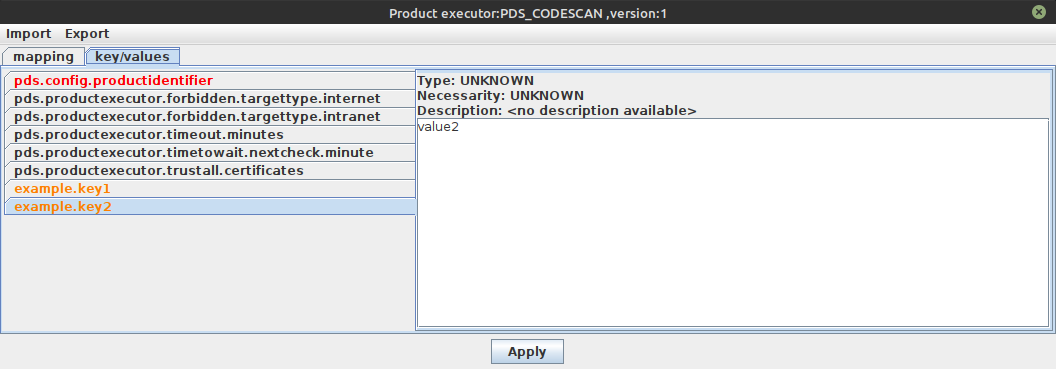 Product executor:PDS_CODESCAN ,version:1
Import Export
mapping key/values
pds.config.productidentifier
pds.productexecutor.forbidden.targettype.internet
pds.productexecutor.forbidden.targettype.intranet
pds.productexecutor.timeout.minutes
pds.productexecutor.timetowait.nextcheck.minute
pds.productexecutor.trustall.certificates
example.key1
example.key2
Type: UNKNOWN
Necessarity: UNKNOWN
Description: <no description available>
value2
Apply